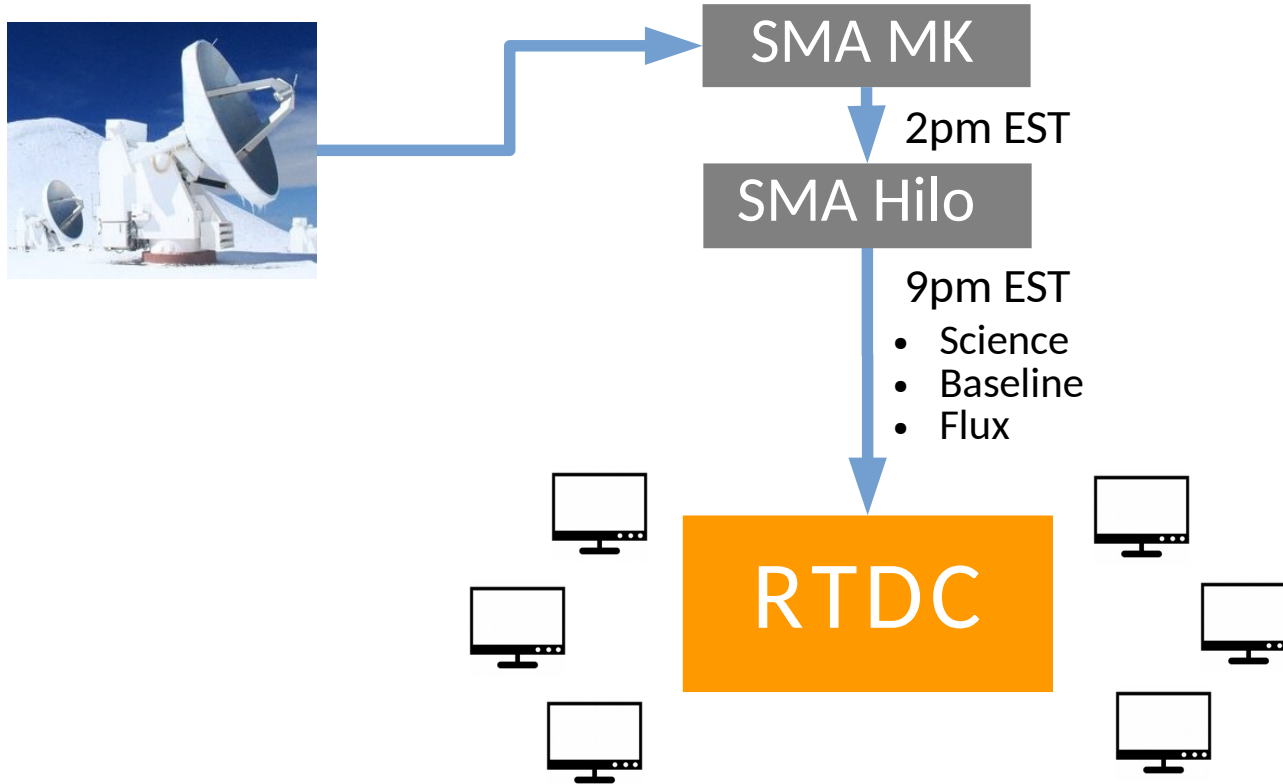 SMA MK
2pm EST
SMA Hilo
9pm EST
• Science
• Baseline
• Flux
RTDC